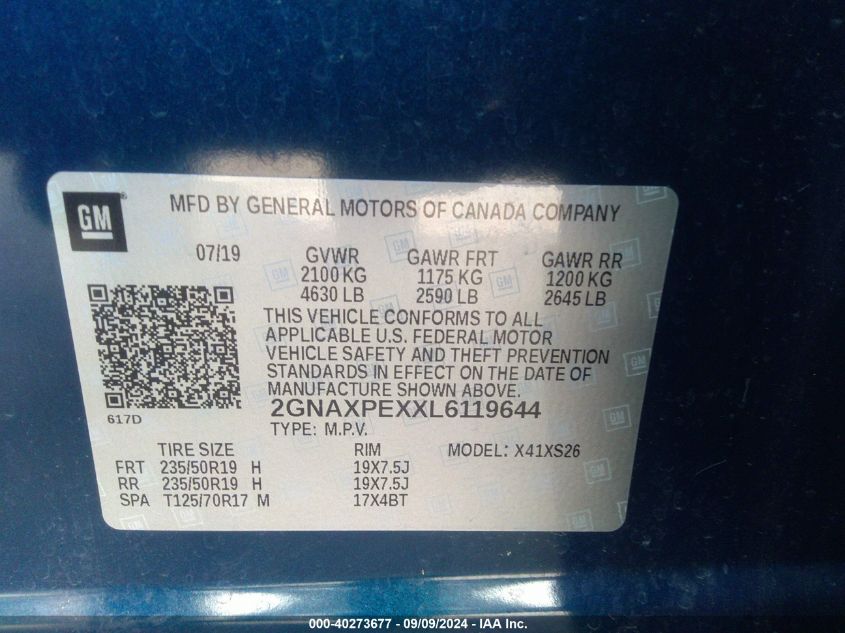 GM ®
MFD BY GENERAL MOTORS OF CANADA COMPANY
07/19 GVWR GAWR FRT GAWR RR
2100 KG 1175 KG 1200 KG
4630 LB 2590 LB 2645 LB
THIS VEHICLE CONFORMS TO ALL
APPLICABLE U.S. FEDERAL MOTOR
VEHICLE SAFETY AND THEFT PREVENTION
STANDARDS IN EFFECT ON THE DATE OF
MANUFACTURE SHOWN ABOVE.
617D
2GNAXPEXXL6119644
TYPE: M.P.V.
TIRE SIZE RIM MODEL: X41XS26
FRT 235/50R19 H 19X7.5J
RR 235/50R19 H 19X7.5J
SPA T125/70R17 M 17X4BT
000-40273677 - 09/09/2024 - IAA Inc.